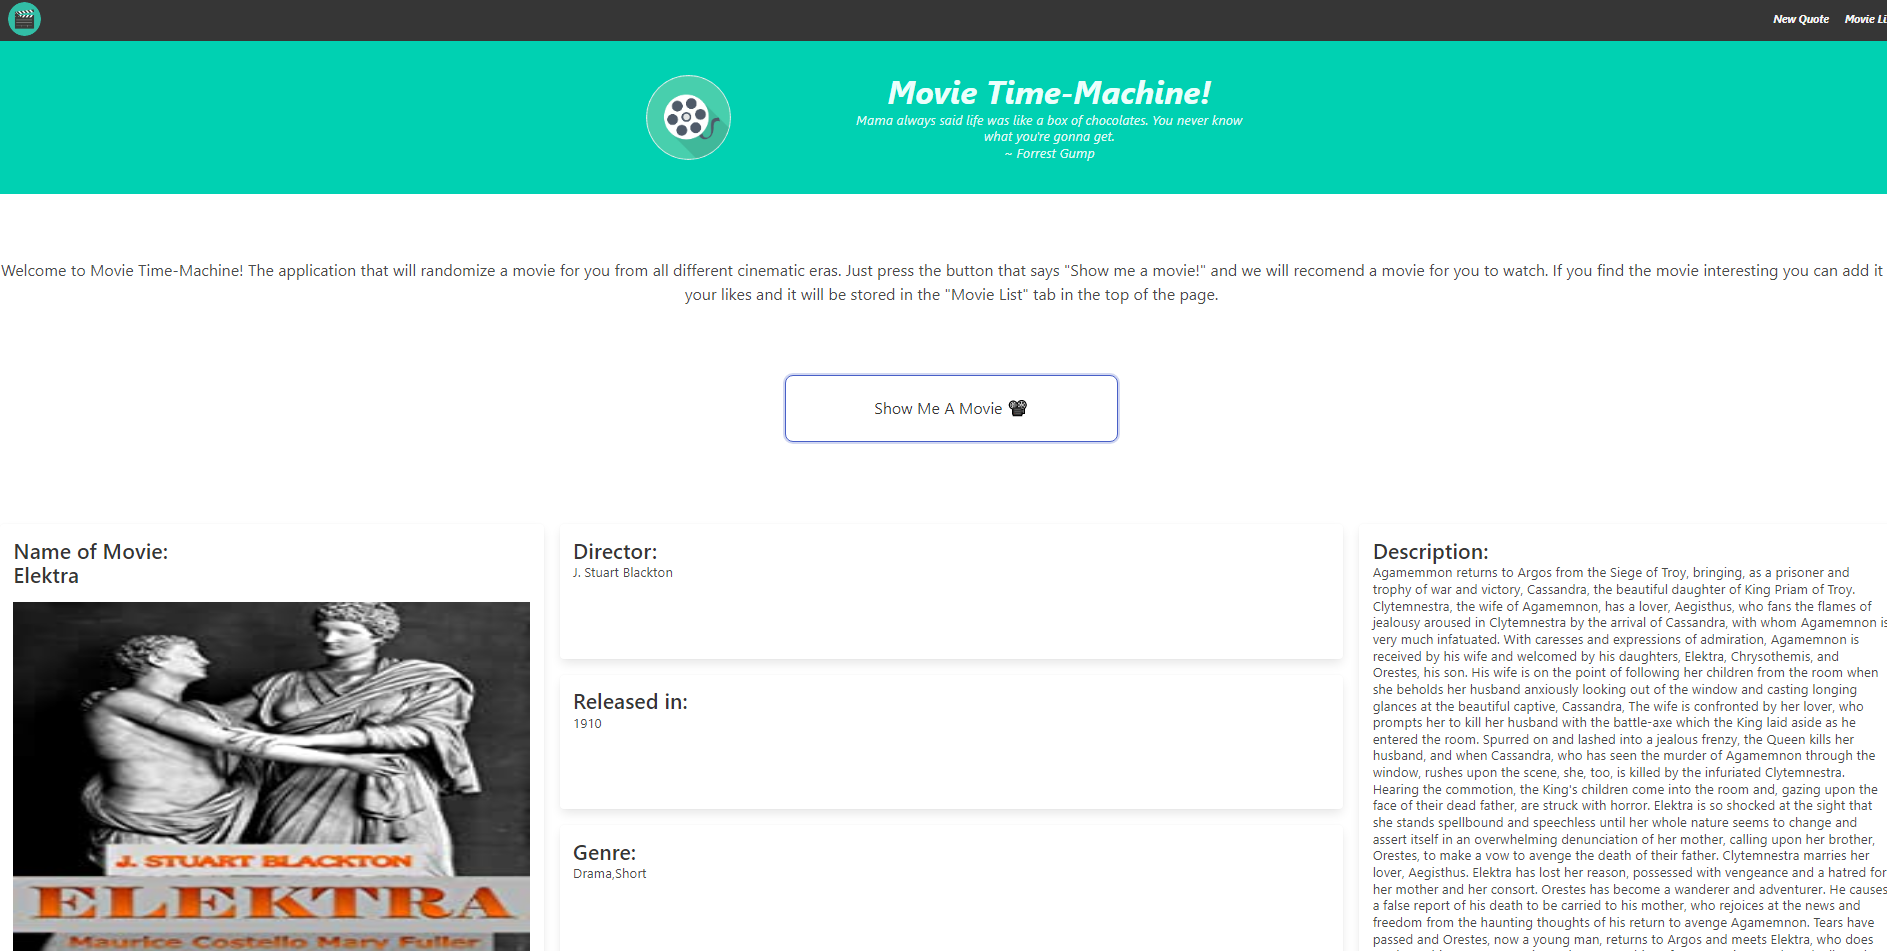 New Quote Movie Li
Movie Time-Machine!
Mama always said life was like a box of chocolates. You never know
what you're gonna get.
~ Forrest Gump
Welcome to Movie Time-Machine! The application that will randomize a movie for you from all different cinematic eras. Just press the button that says "Show me a movie!" and we will recomend a movie for you to watch. If you find the movie interesting you can add it
your likes and it will be stored in the "Movie List" tab in the top of the page.
Show Me A Movie
Name of Movie:
Elektra
J. STUART BLACKTON
ELEKTRA
Maurice Costello Mary Fuller
Director:
J. Stuart Blackton
Released in:
1910
Genre:
Drama,Short
Description:
Agamemmon returns to Argos from the Siege of Troy, bringing, as a prisoner and
trophy of war and victory, Cassandra, the beautiful daughter of King Priam of Troy.
Clytemnestra, the wife of Agamemnon, has a lover, Aegisthus, who fans the flames of
jealousy aroused in Clytemnestra by the arrival of Cassandra, with whom Agamemnon is
very much infatuated. With caresses and expressions of admiration, Agamemnon is
received by his wife and welcomed by his daughters, Elektra, Chrysothemis, and
Orestes, his son. His wife is on the point of following her children from the room when
she beholds her husband anxiously looking out of the window and casting longing
glances at the beautiful captive, Cassandra, The wife is confronted by her lover, who
prompts her to kill her husband with the battle-axe which the King laid aside as he
entered the room. Spurred on and lashed into a jealous frenzy, the Queen kills her
husband, and when Cassandra, who has seen the murder of Agamemnon through the
window, rushes upon the scene, she, too, is killed by the infuriated Clytemnestra.
Hearing the commotion, the King's children come into the room and, gazing upon the
face of their dead father, are struck with horror. Elektra is so shocked at the sight that
she stands spellbound and speechless until her whole nature seems to change and
assert itself in an overwhelming denunciation of her mother, calling upon her brother,
Orestes, to make a vow to avenge the death of their father. Clytemnestra marries her
lover, Aegisthus. Elektra has lost her reason, possessed with vengeance and a hatred for
her mother and her consort. Orestes has become a wanderer and adventurer. He causes
a false report of his death to be carried to his mother, who rejoices at the news and
freedom from the haunting thoughts of his return to avenge Agamemnon. Tears have
passed and Orestes, now a young man, returns to Argos and meets Elektra, who does